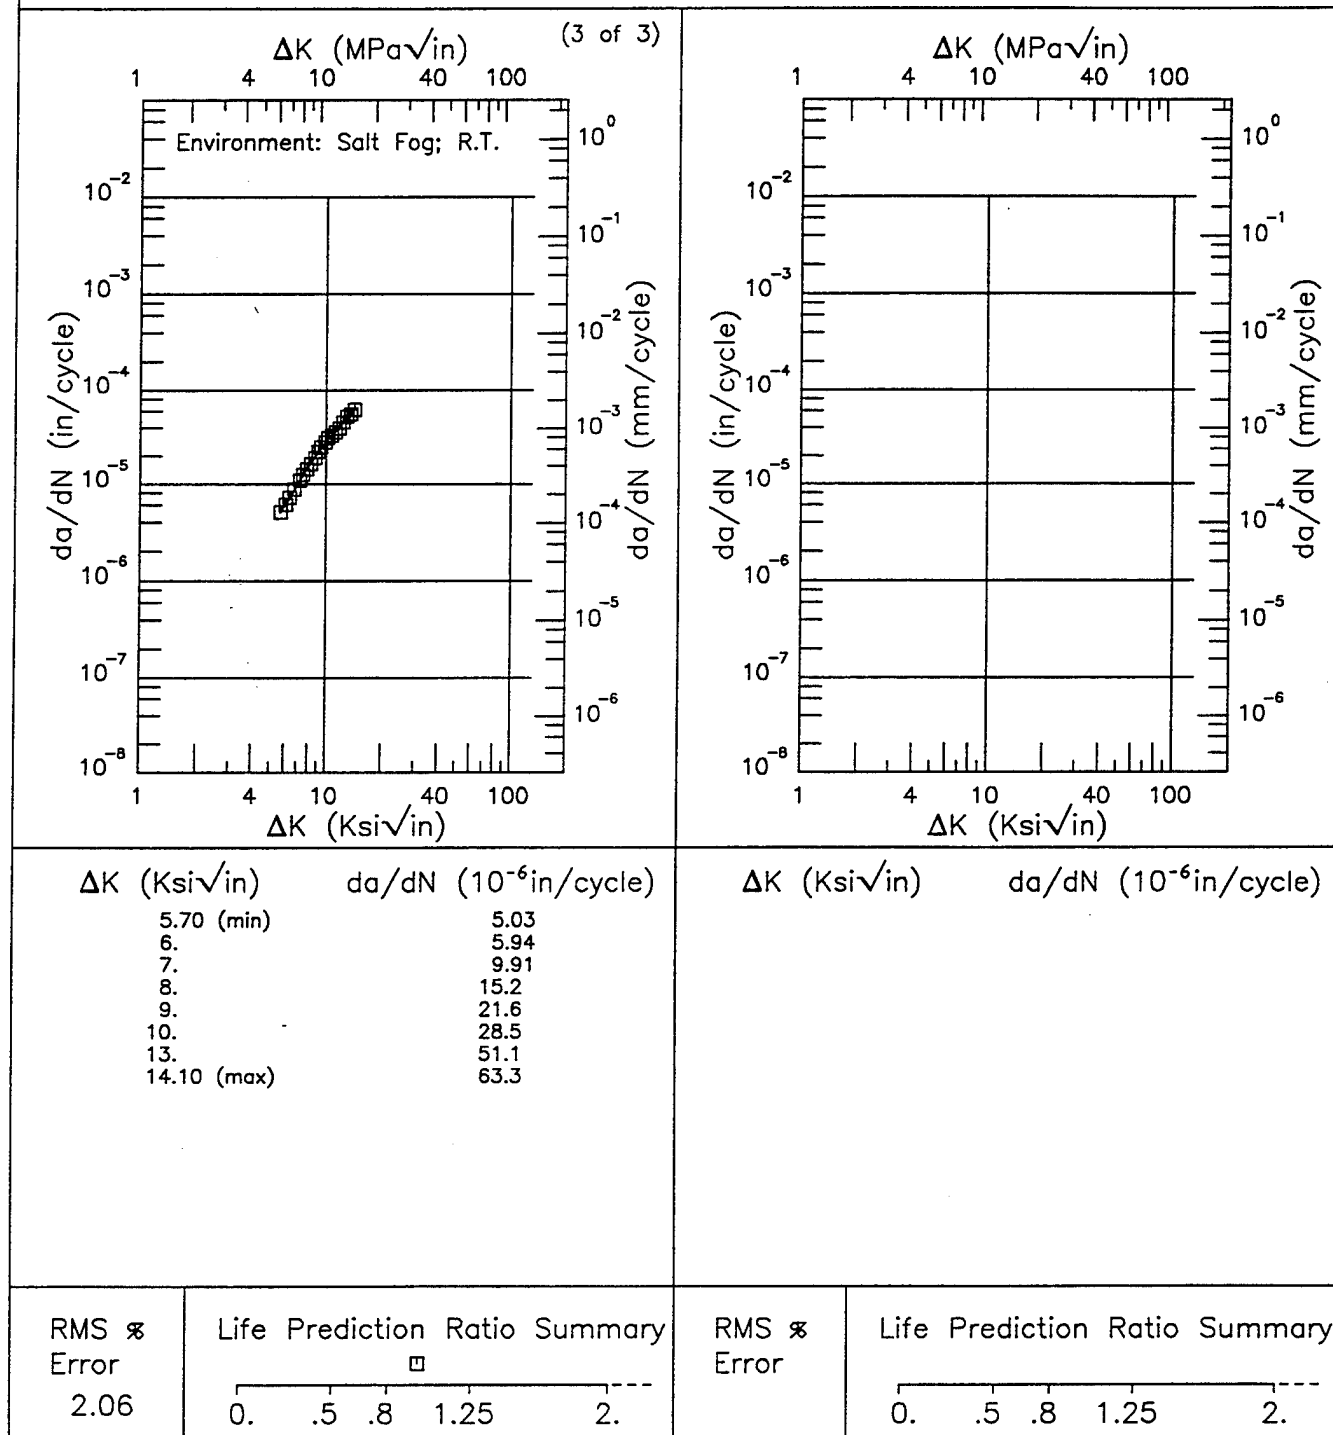 (3 of 3)
ΔK (MPa√in)
1 4 10 40 100
Environment: Salt Fog; R.T.
da/dN (in/cycle)
10⁻²
10⁻³
10⁻⁴
10⁻⁵
10⁻⁶
10⁻⁷
10⁻⁸
10⁰
10⁻¹
10⁻²
10⁻³
10⁻⁴
10⁻⁵
10⁻⁶
da/dN (mm/cycle)
1 4 10 40 100
ΔK (Ksi√in)
ΔK (MPa√in)
1 4 10 40 100
da/dN (in/cycle)
10⁻²
10⁻³
10⁻⁴
10⁻⁵
10⁻⁶
10⁻⁷
10⁻⁸
10⁰
10⁻¹
10⁻²
10⁻³
10⁻⁴
10⁻⁵
10⁻⁶
da/dN (mm/cycle)
1 4 10 40 100
ΔK (Ksi√in)
ΔK (Ksi√in) da/dN (10⁻⁶in/cycle)
5.70 (min) 5.03
6. 5.94
7. 9.91
8. 15.2
9. 21.6
10. 28.5
13. 51.1
14.10 (max) 63.3
ΔK (Ksi√in) da/dN (10⁻⁶in/cycle)
RMS %
Error
2.06
Life Prediction Ratio Summary
0. .5 .8 1.25 2.
RMS %
Error
Life Prediction Ratio Summary
0. .5 .8 1.25 2.